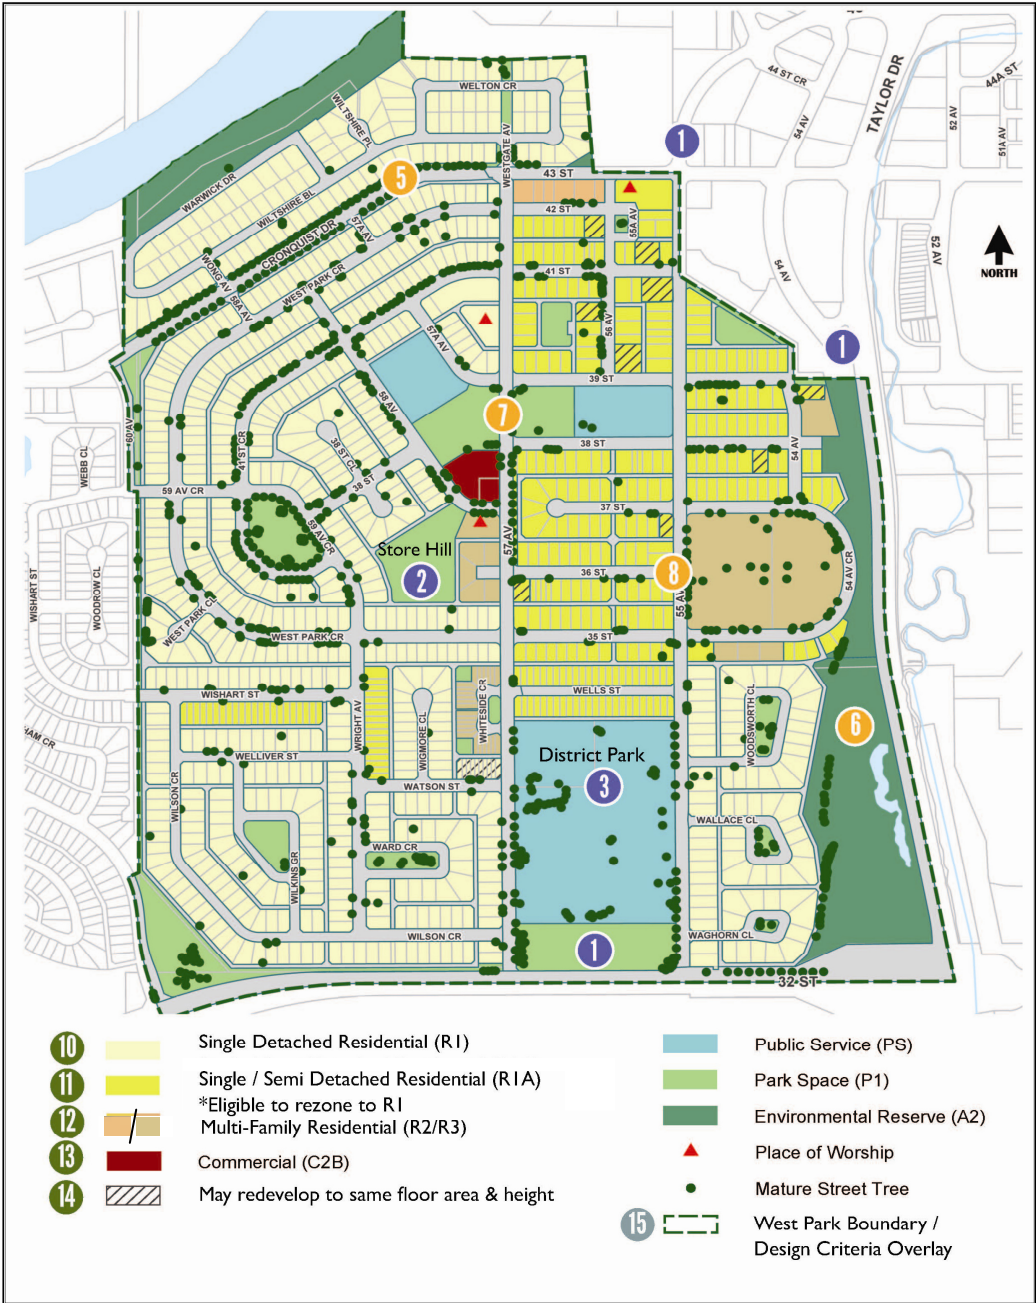 44 ST CR
TAYLOR DR
44A ST
52 AV
51A AV
54 AV
WELTON CR
WILTSHIRE PL
WESTGATE AV
1
43 ST
5
WARWICK DR
WILTSHIRE BL
42 ST
55A AV
57A AV
CRONQUIST DR
52 AV
WONG AV
58A AV
WEST PARK CR
41 ST
54 AV
NORTH
57A AV
56 AV
1
39 ST
58 AV
60 AV
7
41 ST CR
38 ST CL
38 ST
54 AV
WEBB CL
38 ST
59 AV CR
37 ST
59 AV CR
57 AV
Store Hill
2
36 ST
8
54 AV CR
WISHART ST
WOODROW CL
55 AV
WEST PARK CL
WEST PARK CR
35 ST
WISHART ST
WELLS ST
WHITESIDE CR
WOODSWORTH CL
WRIGHT AV
WIGMORE CL
6
HAM CR
WELLIVER ST
District Park
3
WILSON CR
WATSON ST
WALLACE CL
WARD CR
WILKINS GR
WILSON CR
1
WAGHORN CL
32 ST
10
Single Detached Residential (R1)
11
Single / Semi Detached Residential (R1A)
*Eligible to rezone to R1
12
Multi-Family Residential (R2/R3)
13
Commercial (C2B)
14
May redevelop to same floor area & height
Public Service (PS)
Park Space (P1)
Environmental Reserve (A2)
Place of Worship
Mature Street Tree
15
West Park Boundary /
Design Criteria Overlay